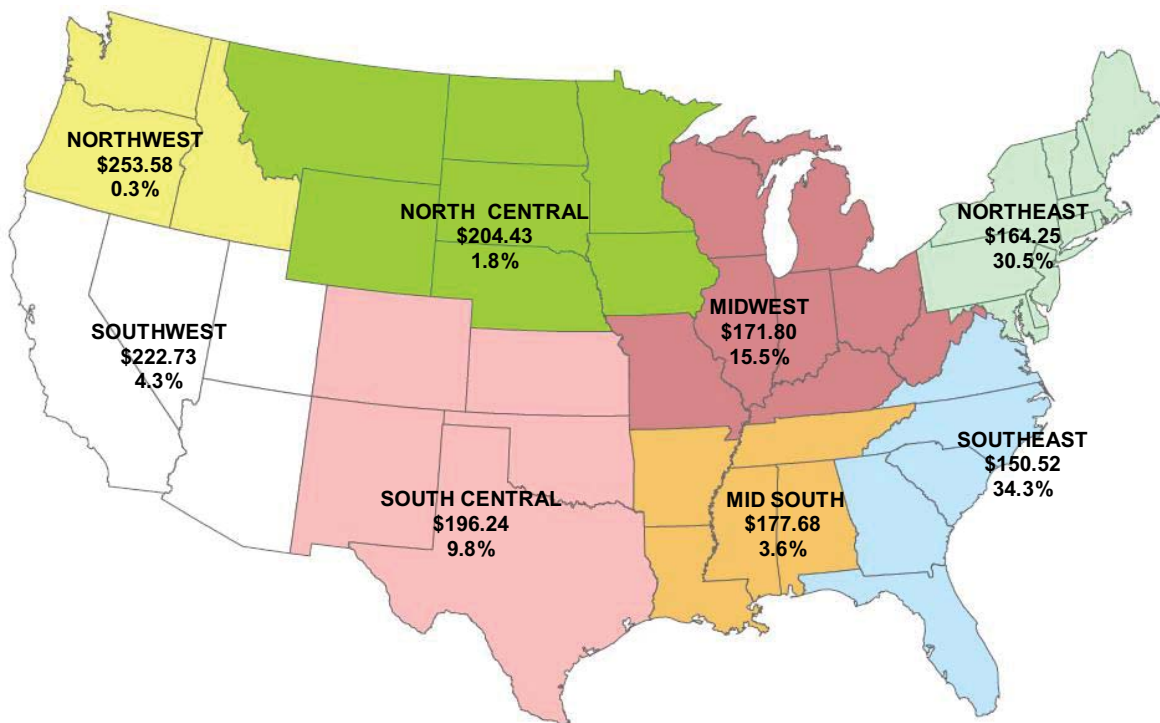 NORTHWEST
$253.58
0.3%
NORTH CENTRAL
$204.43
1.8%
NORTHEAST
$164.25
30.5%
SOUTHWEST
$222.73
4.3%
MIDWEST
$171.80
15.5%
SOUTHEAST
$150.52
34.3%
SOUTH CENTRAL
$196.24
9.8%
MID SOUTH
$177.68
3.6%